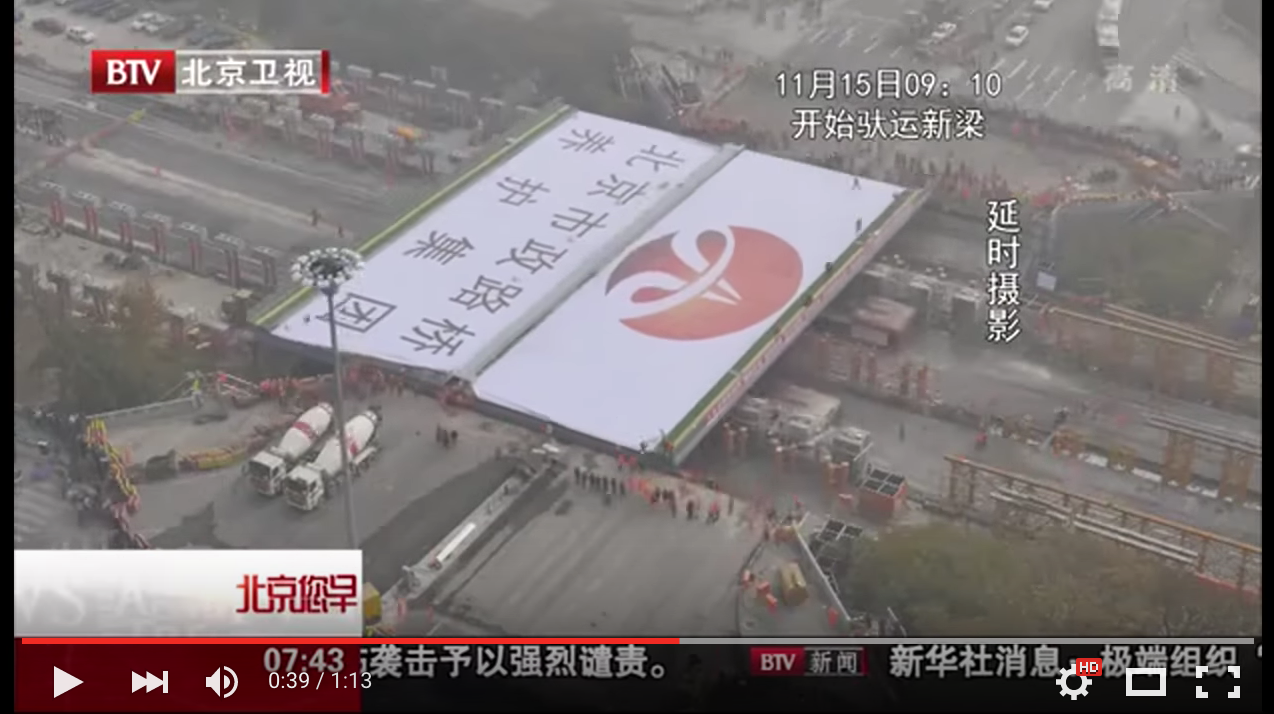 BTV 北京卫视
11月15日09：10
开始驮运新梁
高清
延时摄影
北京市政路桥
养护集团
北京您早
07:43
袭击予以强烈谴责。
BTV 新闻
新华社消息
极端组织
0:39 / 1:13
HD